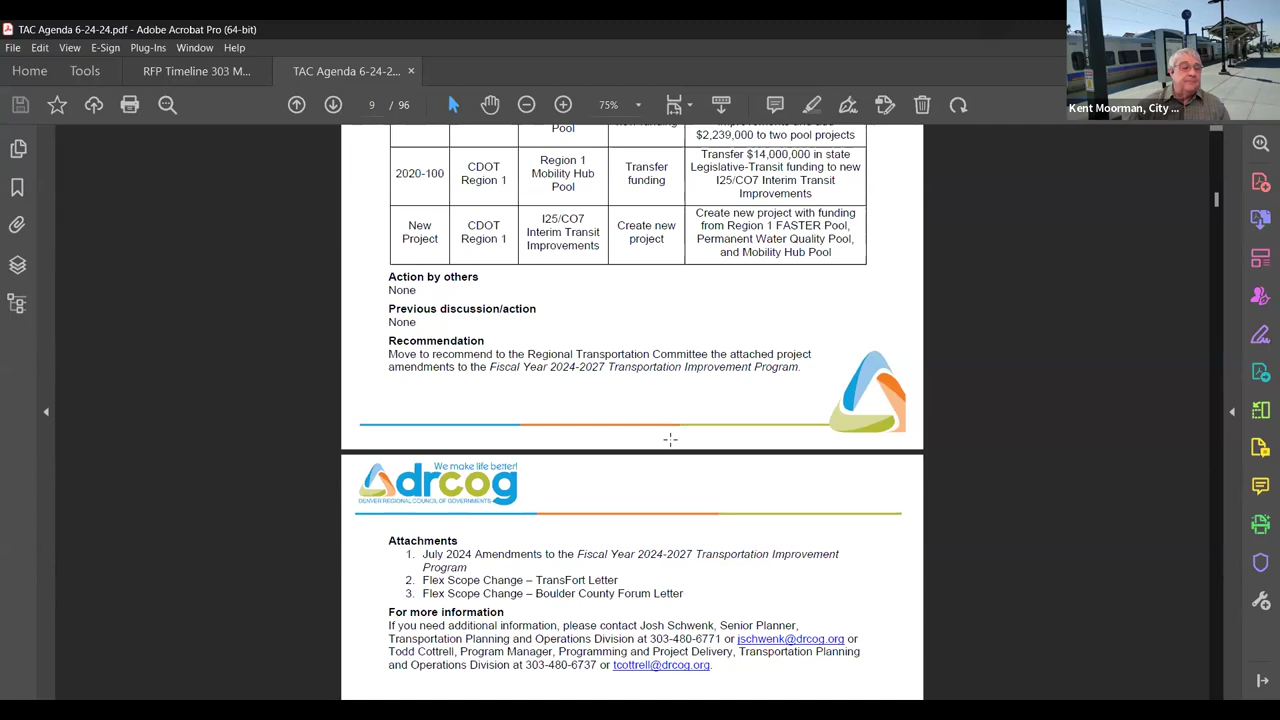 TAC Agenda 6-24-24.pdf - Adobe Acrobat Pro (64-bit)
File Edit View E-Sign Plug-Ins Window Help
Home Tools RFP Timeline 303 M... TAC Agenda 6-24-2... ×
9 / 96 75%
Kent Moorman, City ...
Pool
$2,239,000 to two pool projects
2020-100
CDOT
Region 1
Region 1
Mobility Hub
Pool
Transfer
funding
Transfer $14,000,000 in state
Legislative-Transit funding to new
I25/CO7 Interim Transit
Improvements
New
Project
CDOT
Region 1
I25/CO7
Interim Transit
Improvements
Create new
project
Create new project with funding
from Region 1 FASTER Pool,
Permanent Water Quality Pool,
and Mobility Hub Pool
Action by others
None
Previous discussion/action
None
Recommendation
Move to recommend to the Regional Transportation Committee the attached project
amendments to the Fiscal Year 2024-2027 Transportation Improvement Program.
We make life better!
drcog
DENVER REGIONAL COUNCIL OF GOVERNMENTS
Attachments
1. July 2024 Amendments to the Fiscal Year 2024-2027 Transportation Improvement
Program
2. Flex Scope Change – TransFort Letter
3. Flex Scope Change – Boulder County Forum Letter
For more information
If you need additional information, please contact Josh Schwenk, Senior Planner,
Transportation Planning and Operations Division at 303-480-6771 or jschwenk@drcog.org or
Todd Cottrell, Program Manager, Programming and Project Delivery, Transportation Planning
and Operations Division at 303-480-6737 or tcottrell@drcog.org.